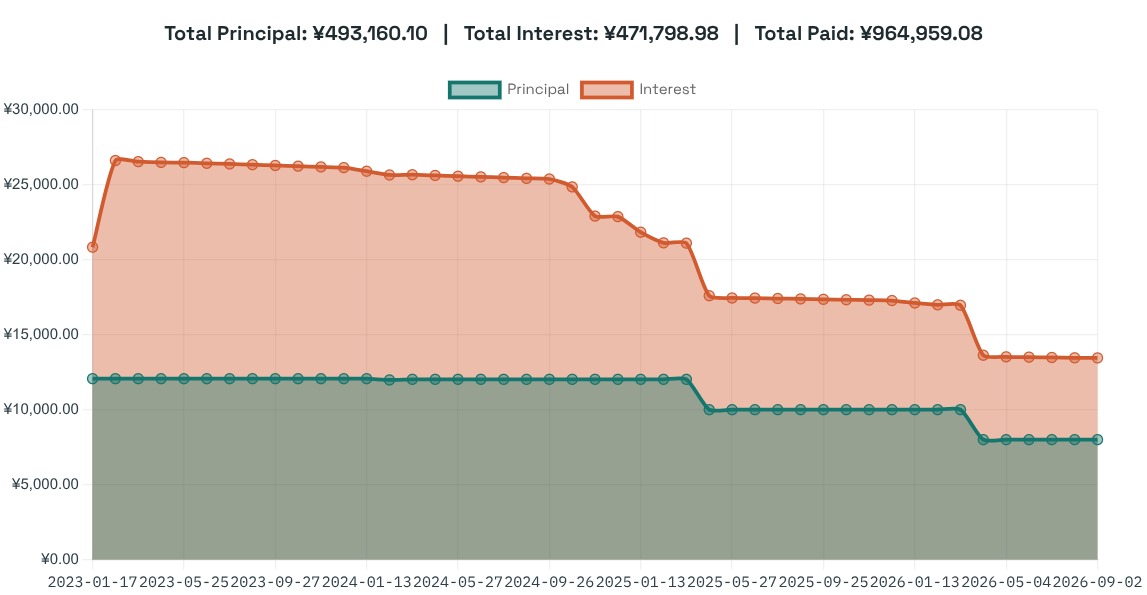 Total Principal: ¥493,160.10 | Total Interest: ¥471,798.98 | Total Paid: ¥964,959.08
Principal Interest
¥30,000.00
¥25,000.00
¥20,000.00
¥15,000.00
¥10,000.00
¥5,000.00
¥0.00
2023-01-17 2023-05-25 2023-09-27 2024-01-13 2024-05-27 2024-09-26 2025-01-13 2025-05-27 2025-09-25 2026-01-13 2026-05-04 2026-09-02